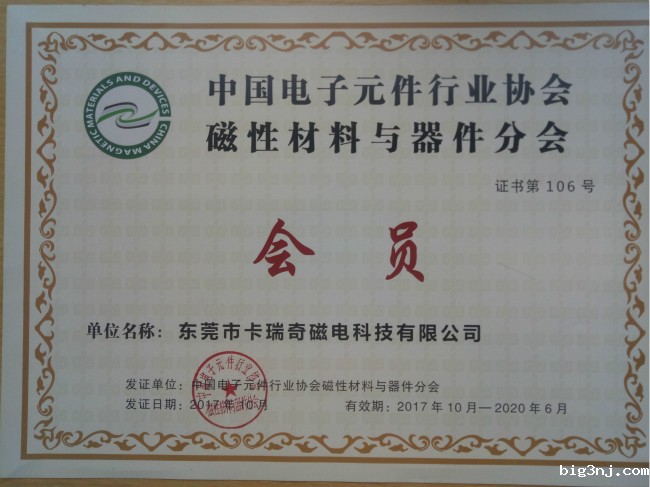 CHINA MAGNETIC MATERIALS AND DEVICES
中国电子元件行业协会
磁性材料与器件分会
证书第 106 号
会 员
单位名称: 东莞市卡瑞奇磁电科技有限公司
发证单位: 中国电子元件行业协会磁性材料与器件分会
发证日期: 2017 年 10 月
有效期: 2017 年 10 月—2020 年 6 月
big3nj.com